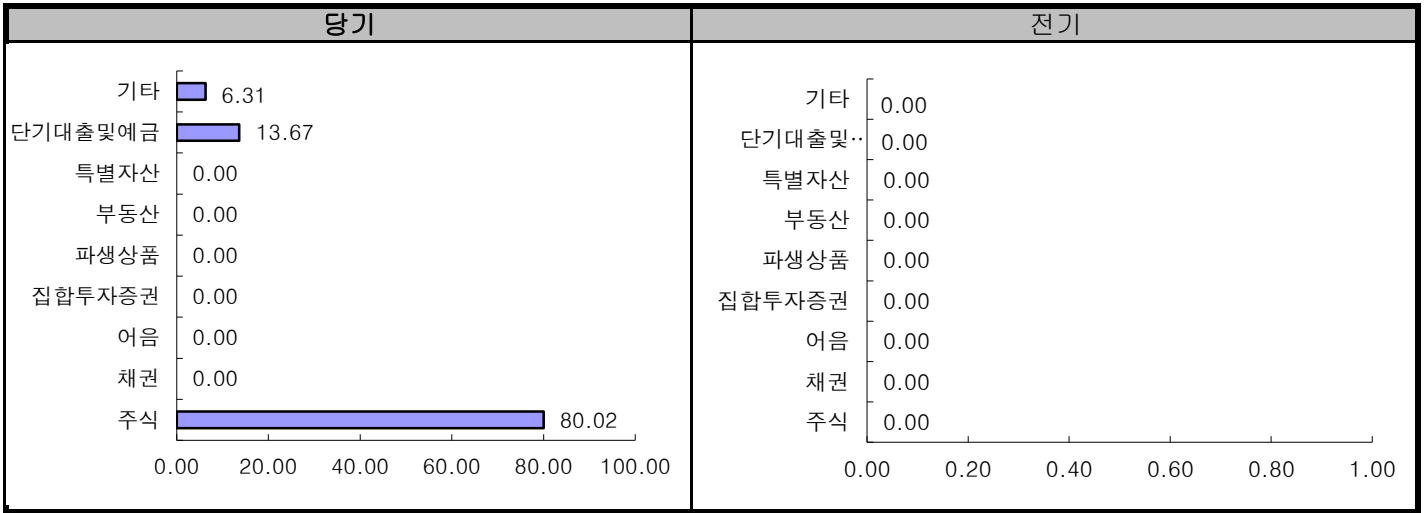 당기
기타 6.31
단기대출및예금 13.67
특별자산 0.00
부동산 0.00
파생상품 0.00
집합투자증권 0.00
어음 0.00
채권 0.00
주식 80.02
0.00 20.00 40.00 60.00 80.00 100.00
전기
기타 0.00
단기대출및·· 0.00
특별자산 0.00
부동산 0.00
파생상품 0.00
집합투자증권 0.00
어음 0.00
채권 0.00
주식 0.00
0.00 0.20 0.40 0.60 0.80 1.00